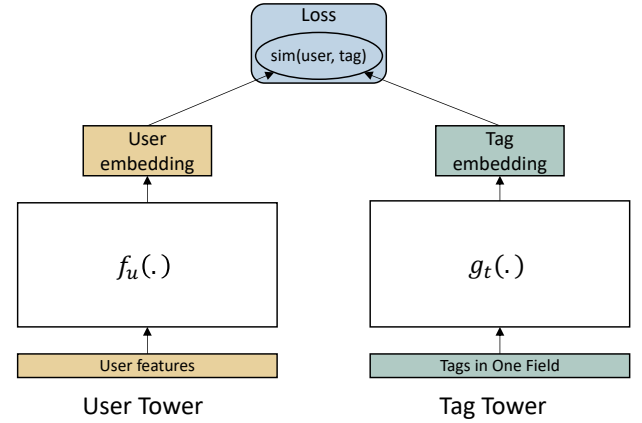 Loss
sim(user, tag)
User
embedding
Tag
embedding
f_u(.)
g_t(.)
User features
Tags in One Field
User Tower
Tag Tower